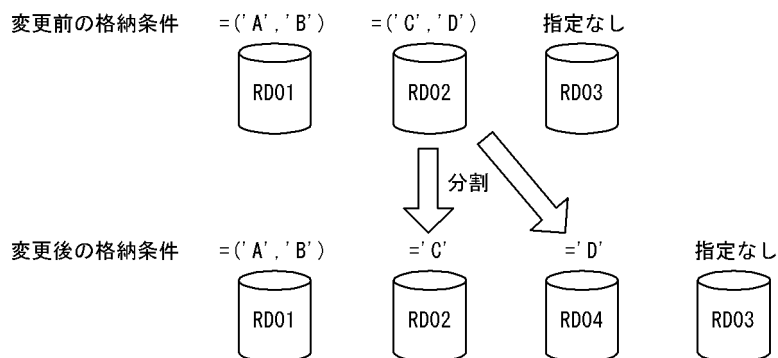 変更前の格納条件 =('A','B') =('C','D') 指定なし
RD01 RD02 RD03
分割
変更後の格納条件 =('A','B') ='C' ='D' 指定なし
RD01 RD02 RD04 RD03